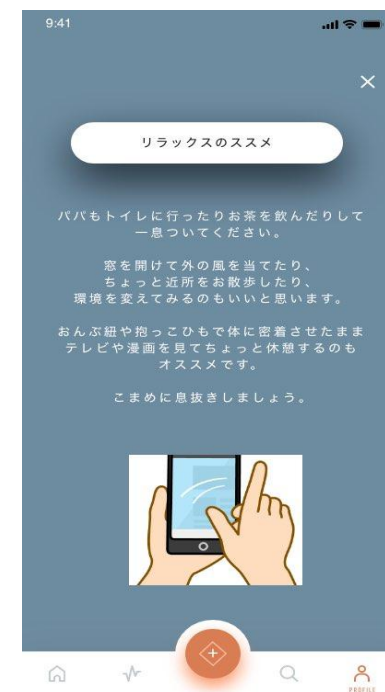 9:41
リラックスのススメ
パパもトイレに行ったりお茶を飲んだりして
一息ついてください。
窓を開けて外の風を当てたり、
ちょっと近所をお散歩したり、
環境を変えてみるのもいいと思います。
おんぶ紐や抱っこひもで体に密着させたまま
テレビや漫画を見てちょっと休憩するのも
オススメです。
こまめに息抜きしましょう。
PROFILE